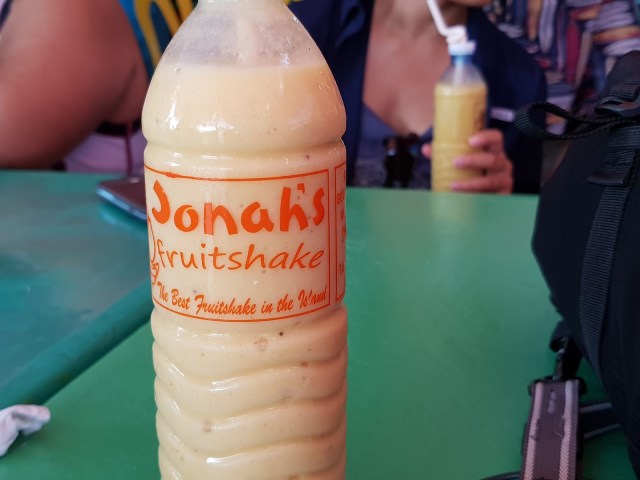 Jonah's
fruitshake
The Best Fruitshake in the Island